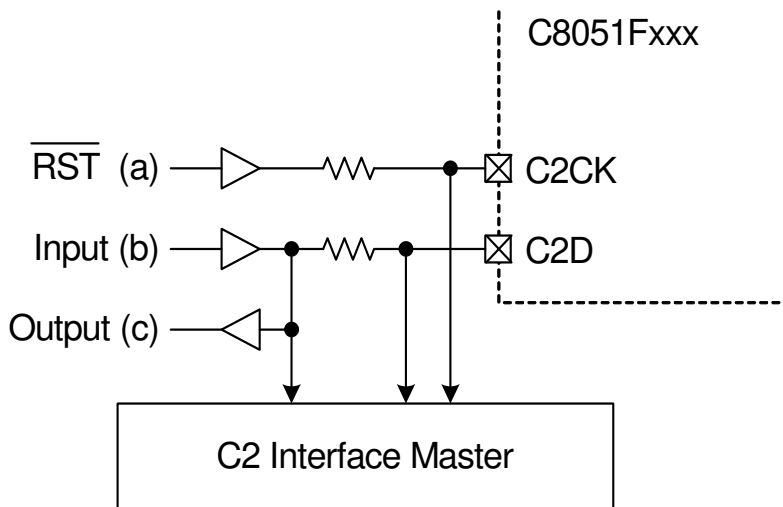 C8051Fxxx
RST (a)
C2CK
Input (b)
C2D
Output (c)
C2 Interface Master